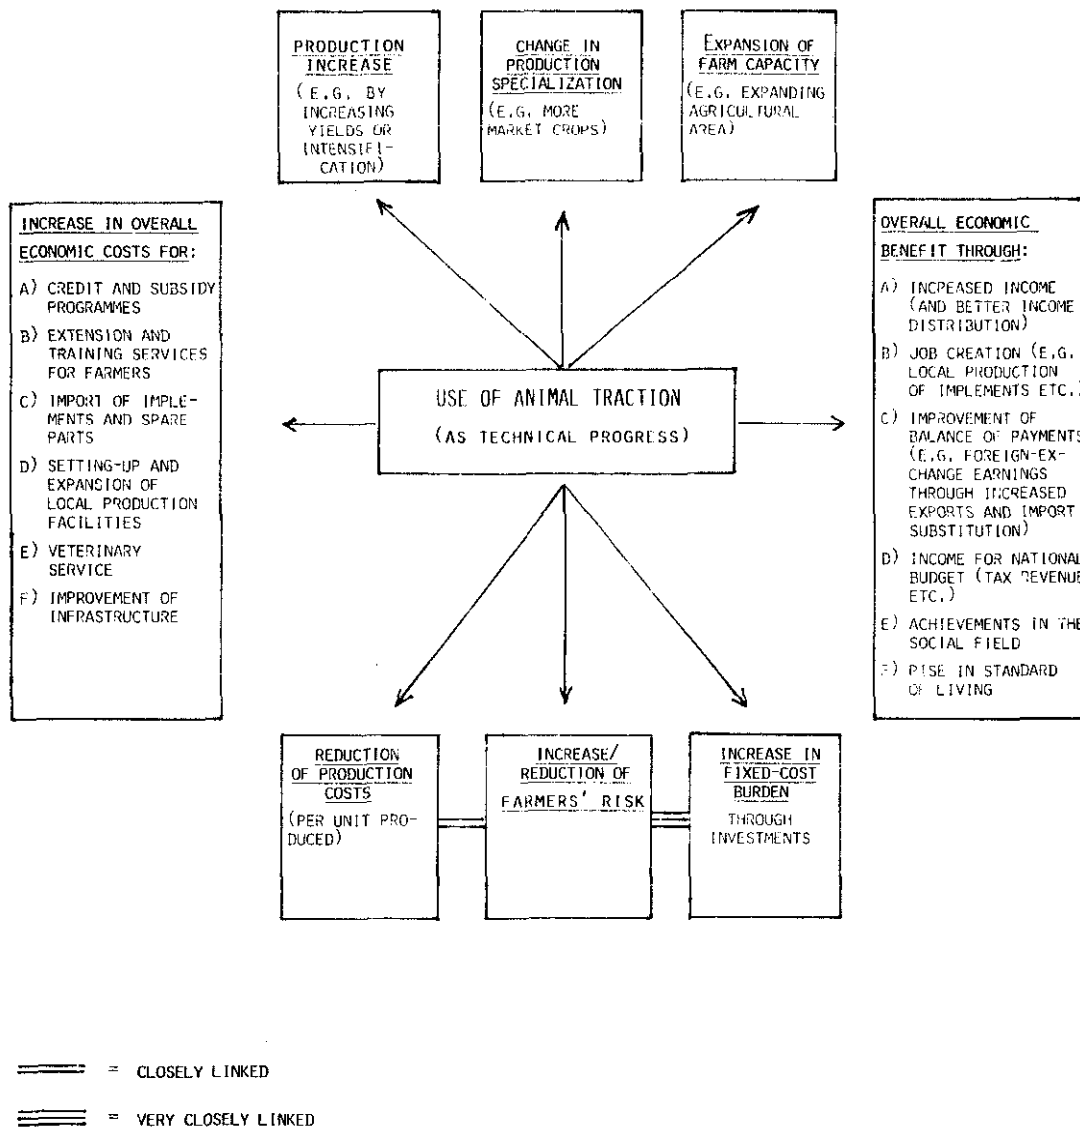 PRODUCTION
INCREASE
(E.G. BY
INCREASING
YIELDS OR
INTENSIFI-
CATION)
CHANGE IN
PRODUCTION
SPECIALIZATION
(E.G. MORE
MARKET CROPS)
EXPANSION OF
FARM CAPACITY
(E.G. EXPANDING
AGRICULTURAL
AREA)
INCREASE IN OVERALL
ECONOMIC COSTS FOR:
A) CREDIT AND SUBSIDY
PROGRAMMES
B) EXTENSION AND
TRAINING SERVICES
FOR FARMERS
C) IMPORT OF IMPLE-
MENTS AND SPARE
PARTS
D) SETTING-UP AND
EXPANSION OF
LOCAL PRODUCTION
FACILITIES
E) VETERINARY
SERVICE
F) IMPROVEMENT OF
INFRASTRUCTURE
USE OF ANIMAL TRACTION
(AS TECHNICAL PROGRESS)
OVERALL ECONOMIC
BENEFIT THROUGH:
A) INCREASED INCOME
(AND BETTER INCOME
DISTRIBUTION)
B) JOB CREATION (E.G.
LOCAL PRODUCTION
OF IMPLEMENTS ETC.)
C) IMPROVEMENT OF
BALANCE OF PAYMENTS
(E.G. FOREIGN-EX-
CHANGE EARNINGS
THROUGH INCREASED
EXPORTS AND IMPORT
SUBSTITUTION)
D) INCOME FOR NATIONAL
BUDGET (TAX REVENUE
ETC.)
E) ACHIEVEMENTS IN THE
SOCIAL FIELD
F) RISE IN STANDARD
OF LIVING
REDUCTION
OF PRODUCTION
COSTS
(PER UNIT PRO-
DUCED)
INCREASE/
REDUCTION OF
FARMERS' RISK
INCREASE IN
FIXED-COST
BURDEN
THROUGH
INVESTMENTS
= CLOSELY LINKED
= VERY CLOSELY LINKED